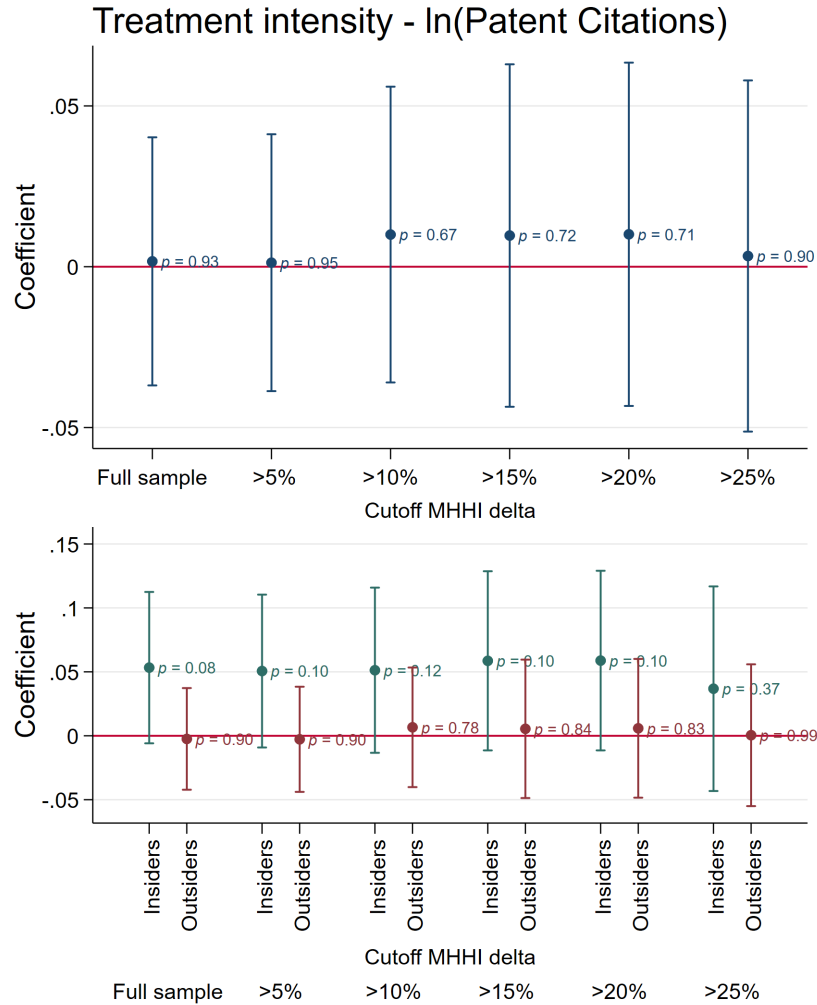 Treatment intensity - ln(Patent Citations)
Coefficient
.05
0
-.05
p = 0.93
p = 0.95
p = 0.67
p = 0.72
p = 0.71
p = 0.90
Full sample >5% >10% >15% >20% >25%
Cutoff MHHI delta
Coefficient
.15
.1
.05
0
-.05
p = 0.08
p = 0.90
p = 0.10
p = 0.90
p = 0.12
p = 0.78
p = 0.10
p = 0.84
p = 0.10
p = 0.83
p = 0.37
p = 0.99
Insiders Outsiders Insiders Outsiders Insiders Outsiders Insiders Outsiders Insiders Outsiders Insiders Outsiders
Cutoff MHHI delta
Full sample >5% >10% >15% >20% >25%